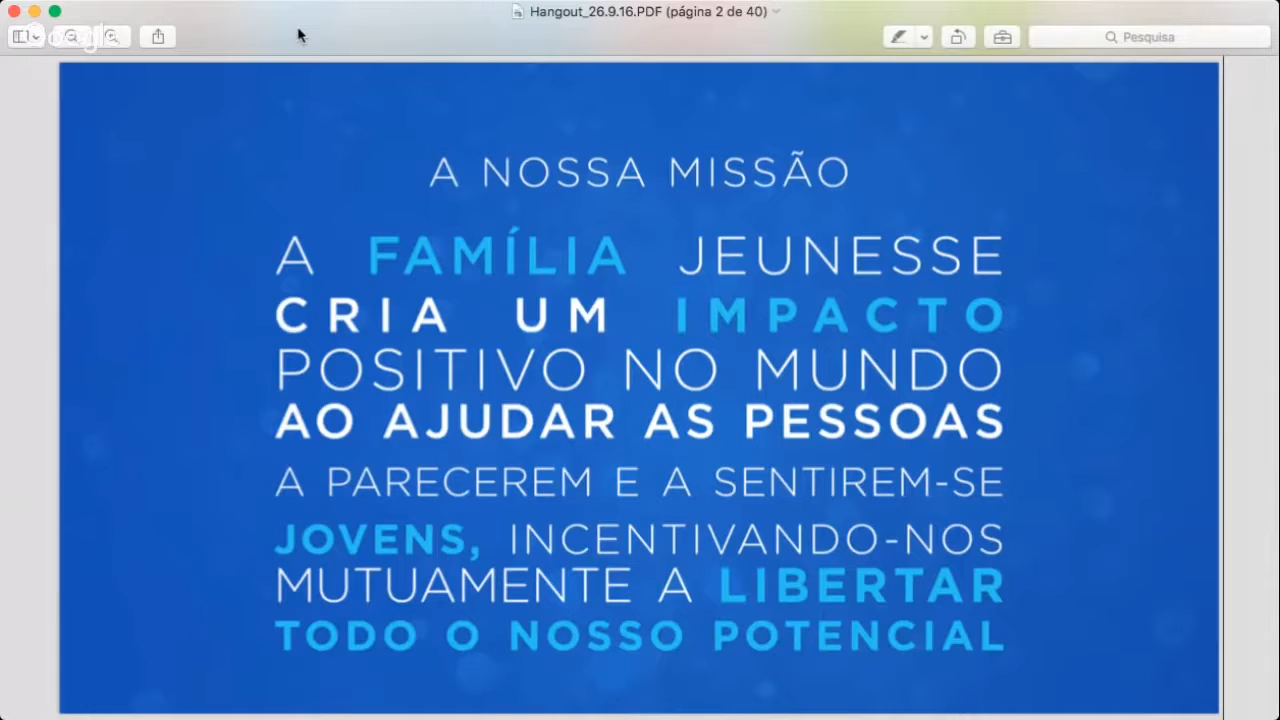 Hangout_26.9.16.PDF (página 2 de 40)
Google
Pesquisa
A NOSSA MISSÃO
A FAMÍLIA JEUNESSE
CRIA UM IMPACTO
POSITIVO NO MUNDO
AO AJUDAR AS PESSOAS
A PARECEREM E A SENTIREM-SE
JOVENS, INCENTIVANDO-NOS
MUTUAMENTE A LIBERTAR
TODO O NOSSO POTENCIAL